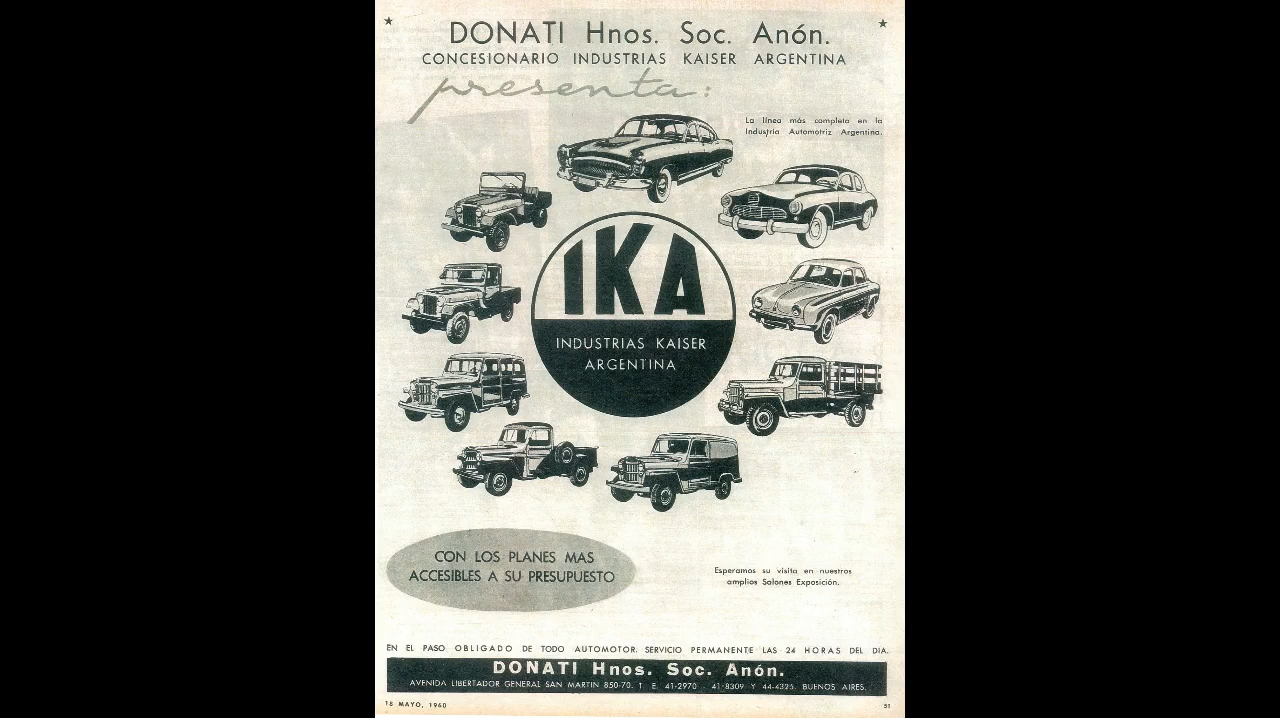 DONATI Hnos. Soc. Anón.
CONCESIONARIO INDUSTRIAS KAISER ARGENTINA
presenta:
La línea más completa en la
Industria Automotriz Argentina.
IKA
INDUSTRIAS KAISER
ARGENTINA
CON LOS PLANES MAS
ACCESIBLES A SU PRESUPUESTO
Esperamos su visita en nuestros
amplios Salones Exposición.
EN EL PASO OBLIGADO DE TODO AUTOMOTOR. SERVICIO PERMANENTE LAS 24 HORAS DEL DIA.
DONATI Hnos. Soc. Anón.
AVENIDA LIBERTADOR GENERAL SAN MARTIN 850-70. T. E. 41-2970 - 41-8309 Y 44-4325. BUENOS AIRES.
18 MAYO, 1960
51